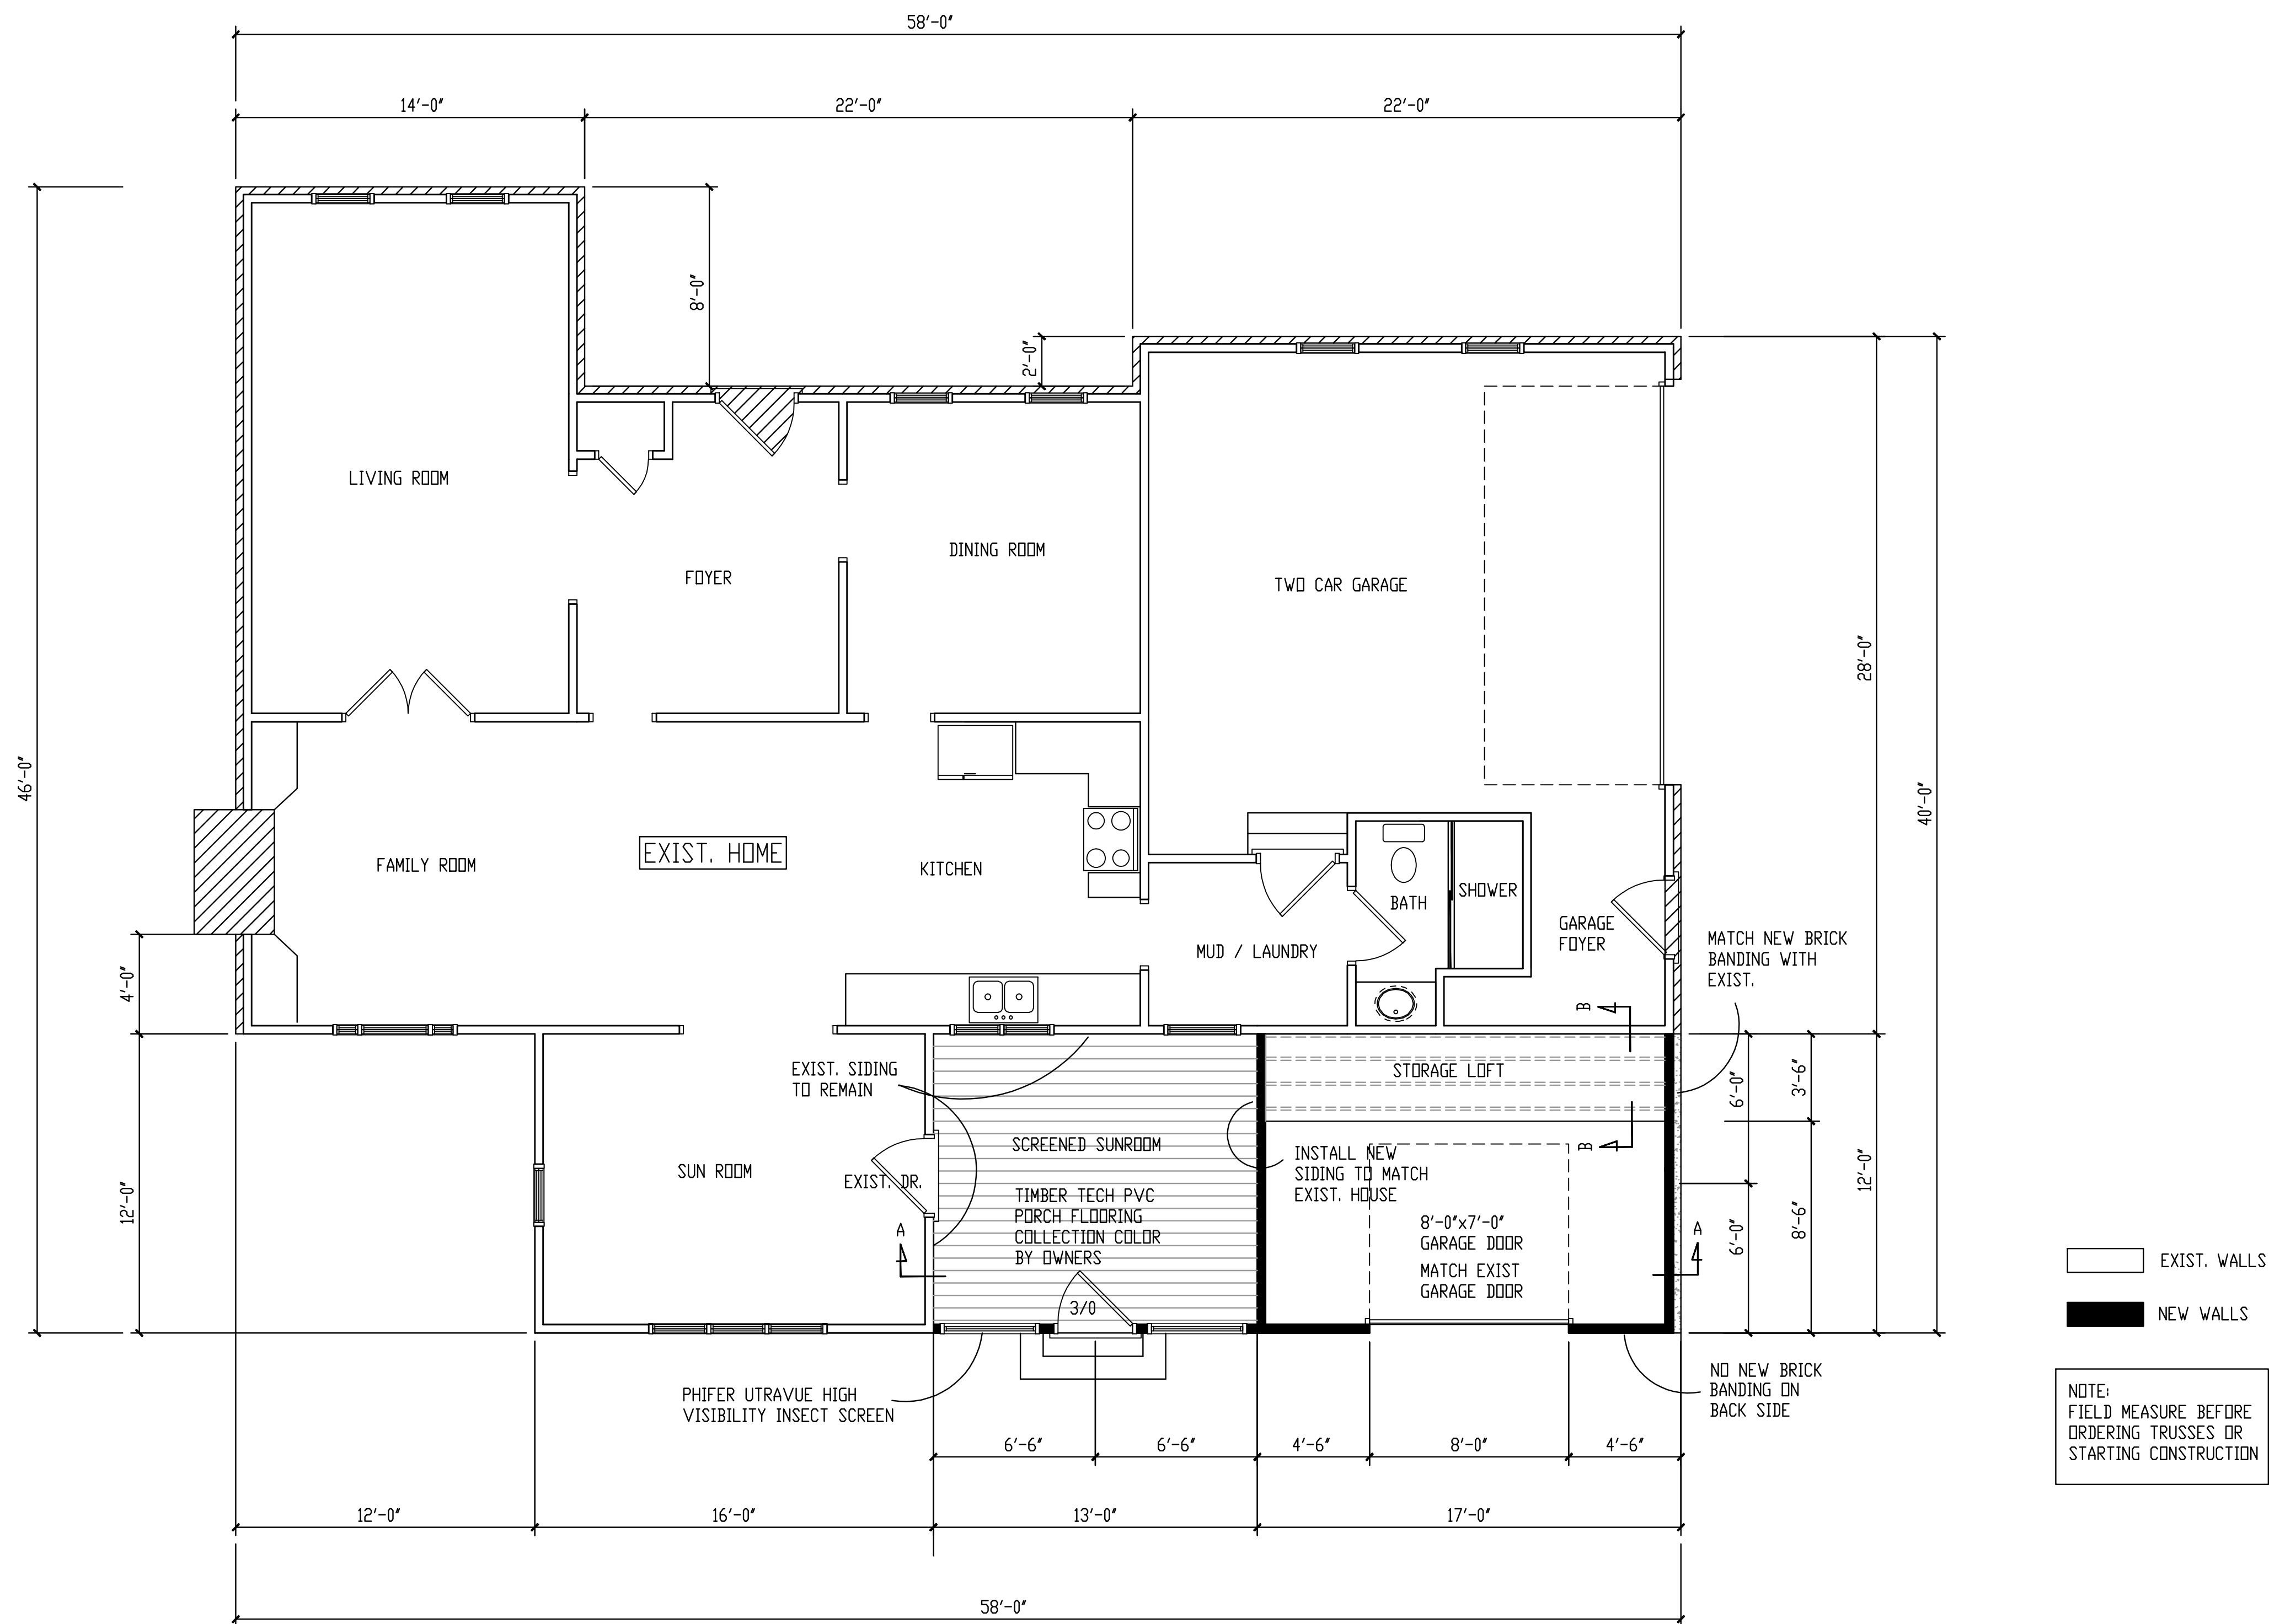 58'-0"
14'-0"
22'-0"
22'-0"
8'-0"
2'-0"
LIVING ROOM
DINING ROOM
FOYER
TWO CAR GARAGE
28'-0"
46'-0"
40'-0"
EXIST. HOME
FAMILY ROOM
KITCHEN
SHOWER
BATH
GARAGE
FOYER
MUD / LAUNDRY
MATCH NEW BRICK
BANDING WITH
EXIST.
4'-0"
B
EXIST. SIDING
TO REMAIN
STORAGE LOFT
6'-0"
3'-6"
SCREENED SUNROOM
B
INSTALL NEW
SIDING TO MATCH
EXIST. HOUSE
SUN ROOM
EXIST. DR.
12'-0"
12'-0"
TIMBER TECH PVC
PORCH FLOORING
COLLECTION COLOR
BY OWNERS
8'-0"x7'-0"
GARAGE DOOR
MATCH EXIST
GARAGE DOOR
A
A
6'-0"
8'-6"
3/0
EXIST. WALLS
NEW WALLS
PHIFER UTRAVUE HIGH
VISIBILITY INSECT SCREEN
NO NEW BRICK
BANDING ON
BACK SIDE
NOTE:
FIELD MEASURE BEFORE
ORDERING TRUSSES OR
STARTING CONSTRUCTION
6'-6"
6'-6"
4'-6"
8'-0"
4'-6"
12'-0"
16'-0"
13'-0"
17'-0"
58'-0"